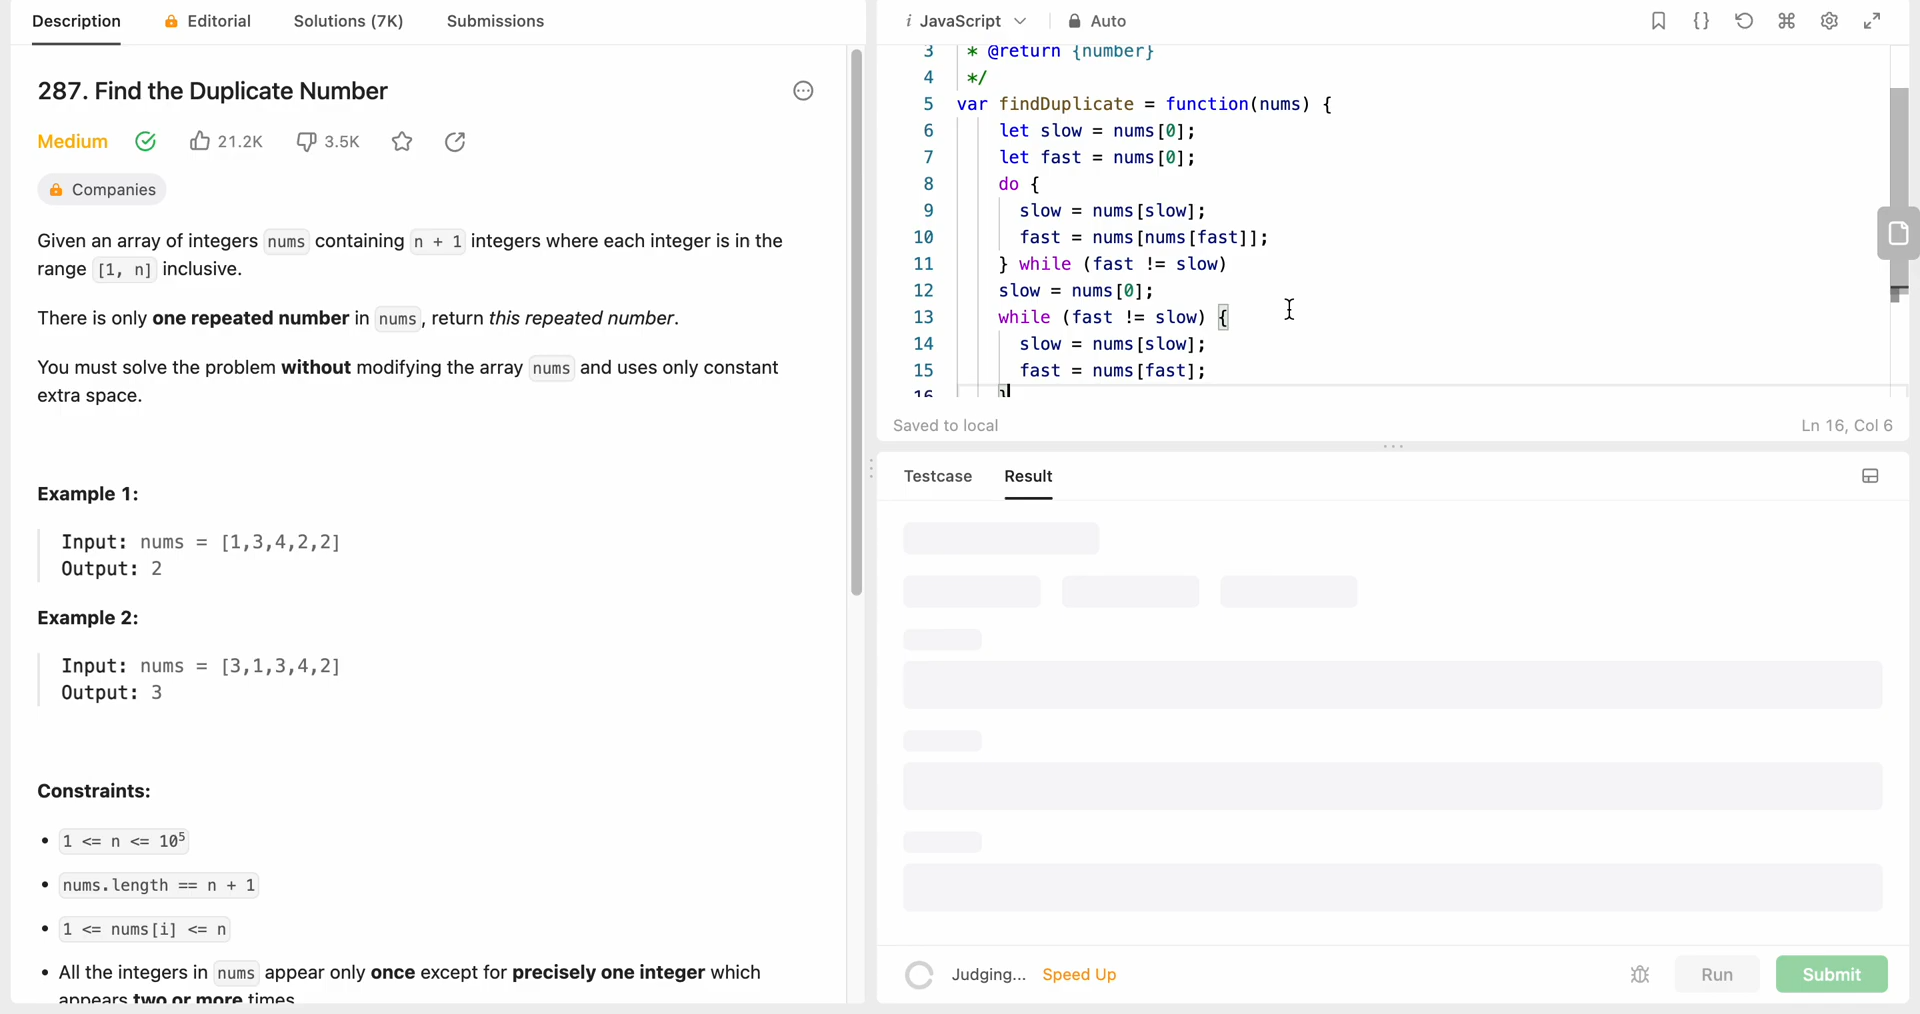 Description
Editorial
Solutions (7K)
Submissions
287. Find the Duplicate Number
Medium
21.2K
3.5K
Companies
Given an array of integers nums containing n + 1 integers where each integer is in the
range [1, n] inclusive.
There is only one repeated number in nums, return this repeated number.
You must solve the problem without modifying the array nums and uses only constant
extra space.
Example 1:
Input: nums = [1,3,4,2,2]
Output: 2
Example 2:
Input: nums = [3,1,3,4,2]
Output: 3
Constraints:
• 1 <= n <= 10⁵
• nums.length == n + 1
• 1 <= nums[i] <= n
• All the integers in nums appear only once except for precisely one integer which
appears two or more times
i JavaScript
Auto
3 * @return {number}
4 */
5 var findDuplicate = function(nums) {
6 let slow = nums[0];
7 let fast = nums[0];
8 do {
9 slow = nums[slow];
10 fast = nums[nums[fast]];
11 } while (fast != slow)
12 slow = nums[0];
13 while (fast != slow) {
14 slow = nums[slow];
15 fast = nums[fast];
16 }
Saved to local
Ln 16, Col 6
Testcase
Result
Judging...
Speed Up
Run
Submit